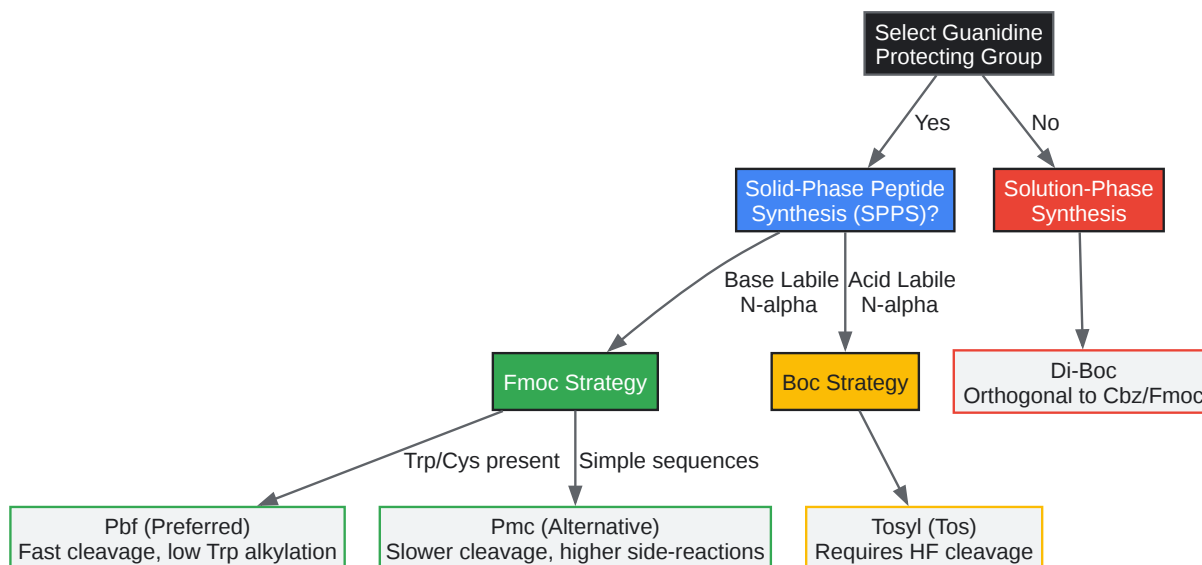 Select Guanidine
Protecting Group
Yes
No
Solid-Phase Peptide
Synthesis (SPPS)?
Solution-Phase
Synthesis
Base Labile
N-alpha
Acid Labile
N-alpha
Fmoc Strategy
Boc Strategy
Di-Boc
Orthogonal to Cbz/Fmoc
Trp/Cys present
Simple sequences
Pbf (Preferred)
Fast cleavage, low Trp alkylation
Pmc (Alternative)
Slower cleavage, higher side-reactions
Tosyl (Tos)
Requires HF cleavage